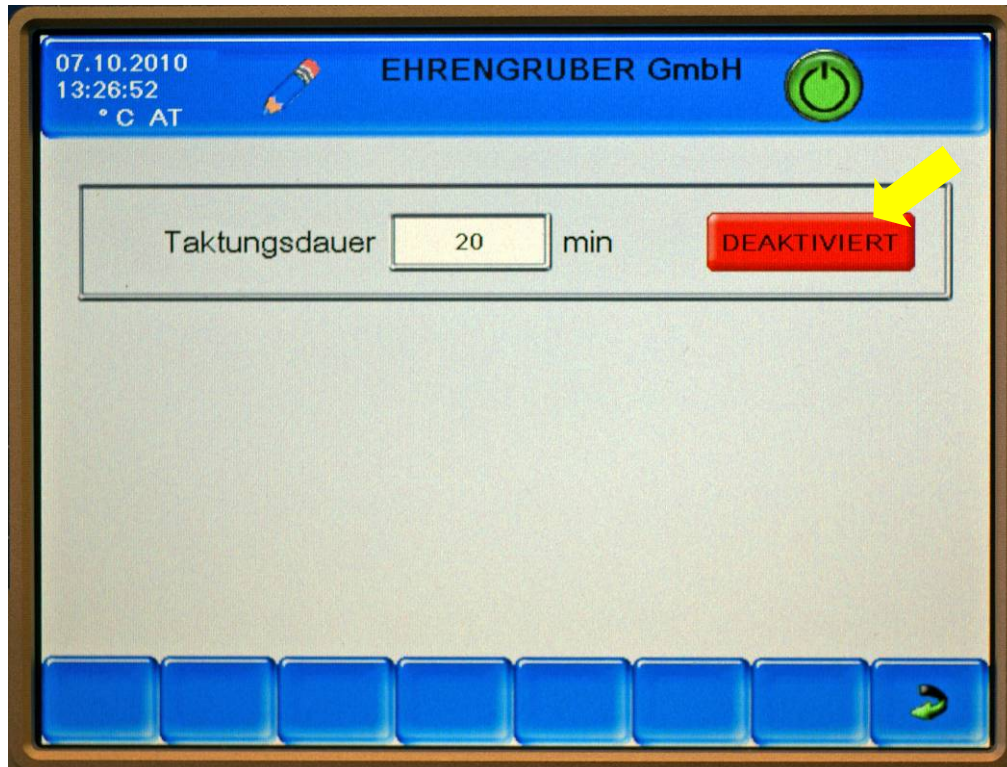 07.10.2010
13:26:52
° C AT
EHRENGRUBER GmbH
Taktungsdauer 20 min DEAKTIVIERT